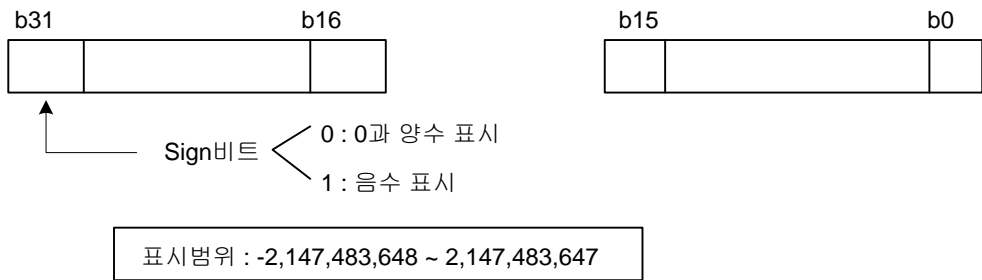 b31 b16 b15 b0
Sign비트
0 : 0과 양수 표시
1 : 음수 표시
표시범위 : -2,147,483,648 ~ 2,147,483,647